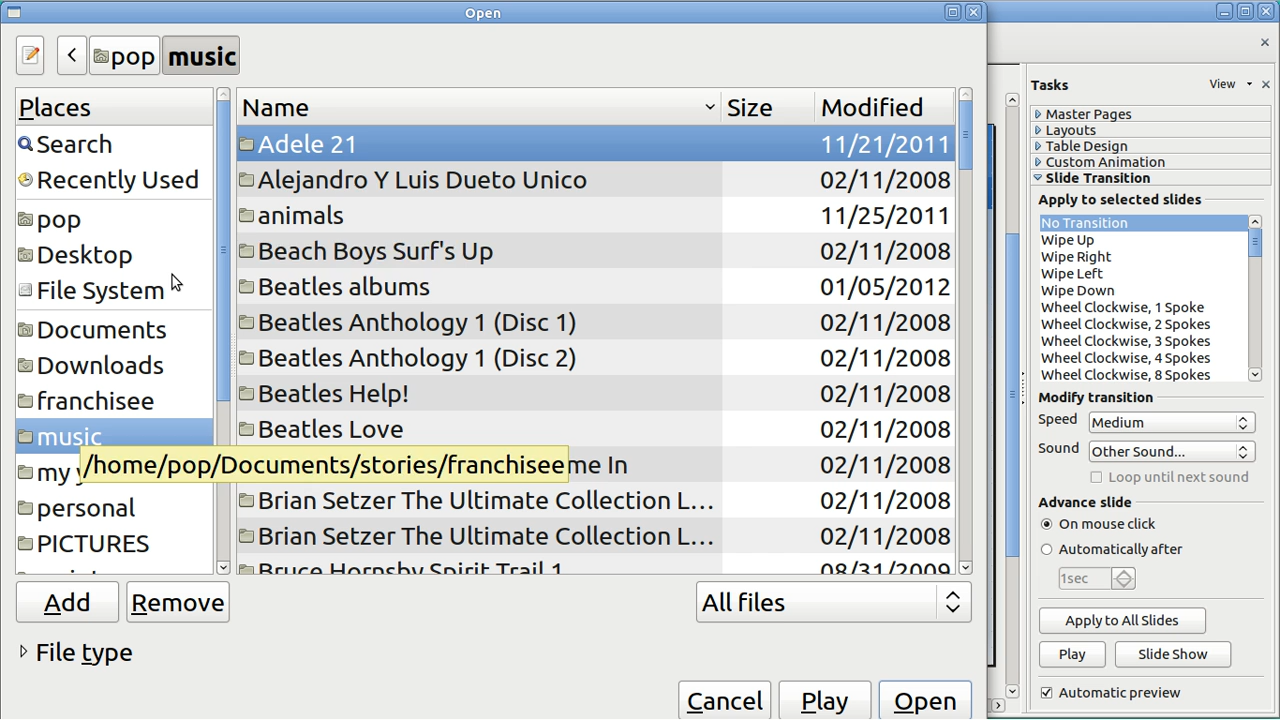 Open
pop music
Places
Search
Recently Used
pop
Desktop
File System
Documents
Downloads
franchisee
music
my
personal
PICTURES
/home/pop/Documents/stories/franchisee
Name Size Modified
Adele 21 11/21/2011
Alejandro Y Luis Dueto Unico 02/11/2008
animals 11/25/2011
Beach Boys Surf's Up 02/11/2008
Beatles albums 01/05/2012
Beatles Anthology 1 (Disc 1) 02/11/2008
Beatles Anthology 1 (Disc 2) 02/11/2008
Beatles Help! 02/11/2008
Beatles Love 02/11/2008
me In 02/11/2008
Brian Setzer The Ultimate Collection L... 02/11/2008
Brian Setzer The Ultimate Collection L... 02/11/2008
Bruce Hornsby Spirit Trail 1 08/31/2009
Add Remove
All files
File type
Cancel Play Open
Tasks View
Master Pages
Layouts
Table Design
Custom Animation
Slide Transition
Apply to selected slides
No Transition
Wipe Up
Wipe Right
Wipe Left
Wipe Down
Wheel Clockwise, 1 Spoke
Wheel Clockwise, 2 Spokes
Wheel Clockwise, 3 Spokes
Wheel Clockwise, 4 Spokes
Wheel Clockwise, 8 Spokes
Modify transition
Speed Medium
Sound Other Sound...
Loop until next sound
Advance slide
On mouse click
Automatically after
1sec
Apply to All Slides
Play Slide Show
Automatic preview